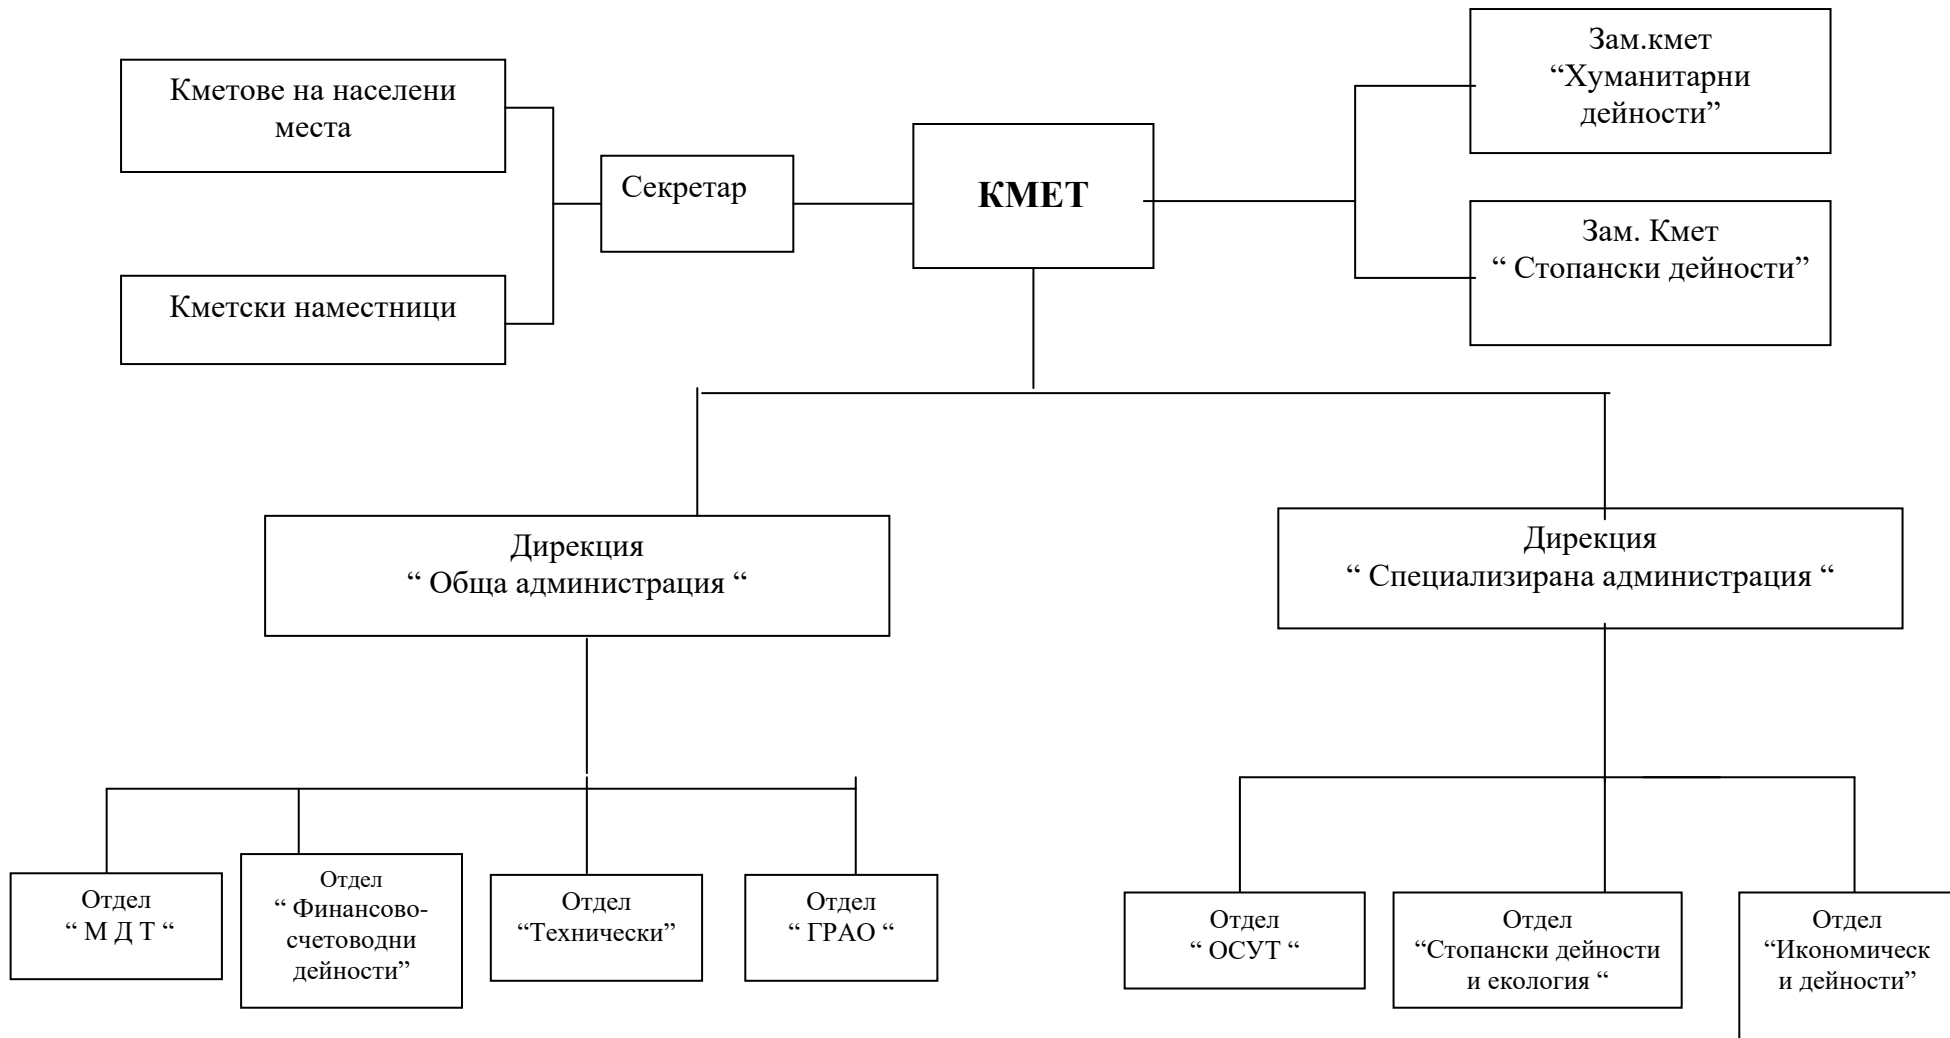 Зам.кмет
“Хуманитарни
дейности”
Кметове на населени
места
Секретар
КМЕТ
Зам. Кмет
“ Стопански дейности”
Кметски наместници
Дирекция
“ Обща администрация “
Дирекция
“ Специализирана администрация “
Отдел
“ М Д Т “
Отдел
“ Финансово-
счетоводни
дейности”
Отдел
“Технически”
Отдел
“ ГРАО “
Отдел
“ ОСУТ “
Отдел
“Стопански дейности
и екология “
Отдел
“Икономическ
и дейности”